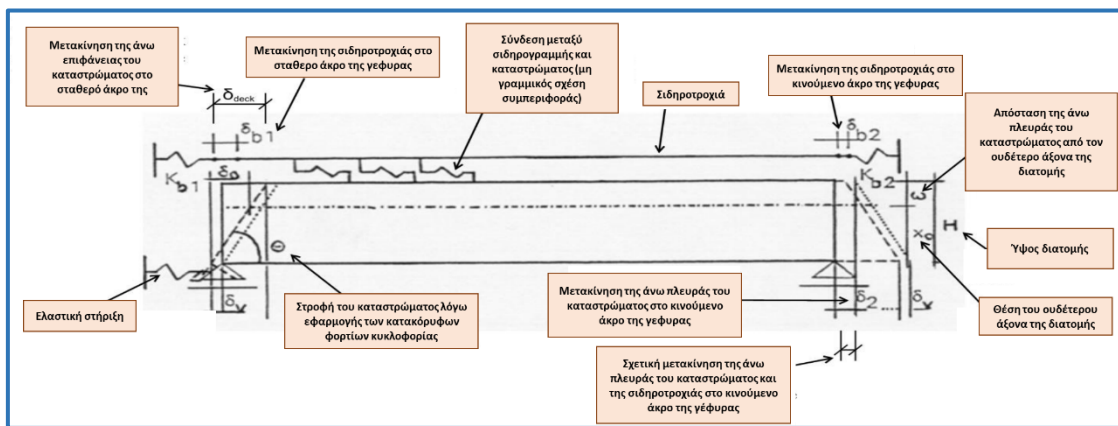 Μετακίνηση της άνω
επιφάνειας του
καταστρώματος στο
σταθερό άκρο της
Μετακίνηση της σιδηροτροχιάς στο
σταθερο άκρο της γεφυρας
Σύνδεση μεταξύ
σιδηρογραμμής και
καταστρώματος (μη
γραμμικός σχέση
συμπεριφοράς)
Σιδηροτροχιά
Μετακίνηση της σιδηροτροχιάς στο
κινούμενο άκρο της γεφυρας
Απόσταση της άνω
πλευράς του
καταστρώματος από τον
ουδέτερο άξονα της
διατομής
δdeck
δb1
δb2
Kb1
δθ
Kb2
ω
H
x₀
Θ
Ύψος διατομής
Ελαστική στήριξη
δv
Στροφή του καταστρώματος λόγω
εφαρμογής των κατακόρυφων
φορτίων κυκλοφορίας
Μετακίνηση της άνω πλευράς του
καταστρώματος στο κινούμενο
άκρο της γεφυρας
δ2
δv
Θέση του ουδέτερου
άξονα της διατομής
Σχετική μετακίνηση της άνω
πλευράς του καταστρώματος και
της σιδηροτροχιάς στο κινούμενο
άκρο της γέφυρας